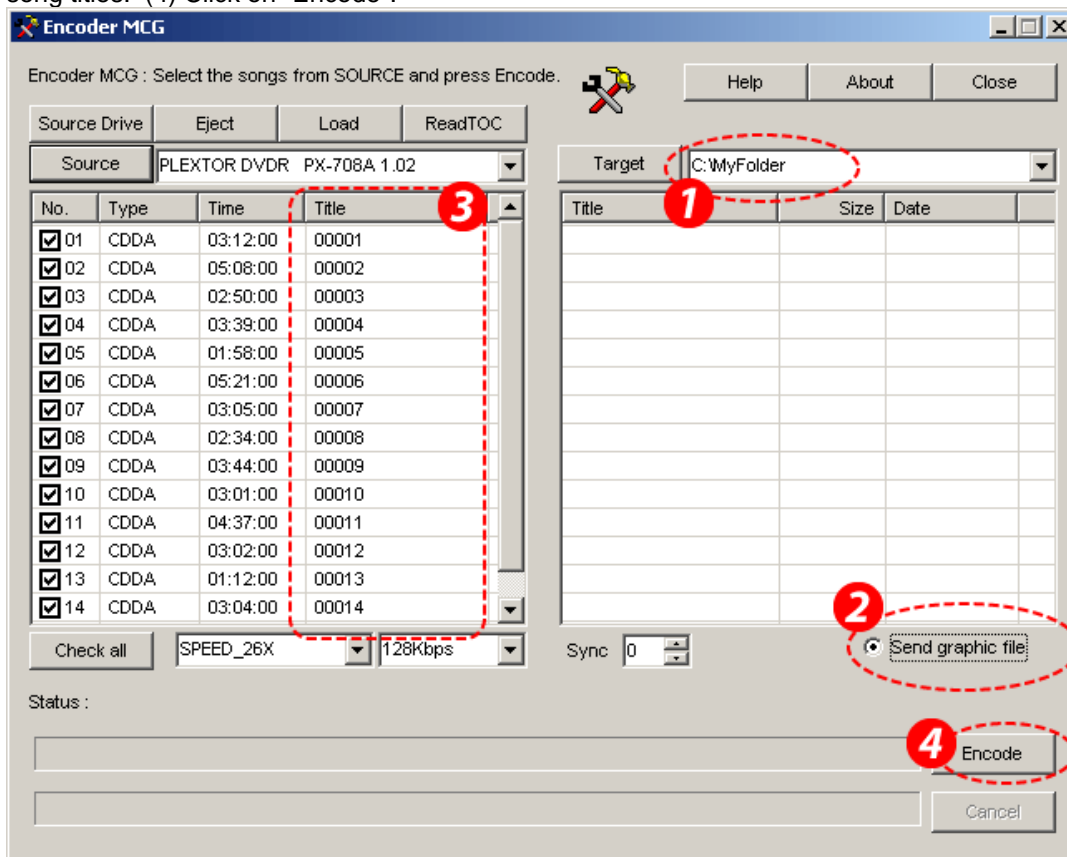 song titles. (4) Click on "Encode".
Encoder MCG
Encoder MCG : Select the songs from SOURCE and press Encode.
Help About Close
Source Drive Eject Load ReadTOC
Source PLEXTOR DVDR PX-708A 1.02 Target C:\MyFolder
1
3
No. Type Time Title Title Size Date
01 CDDA 03:12:00 00001
02 CDDA 05:08:00 00002
03 CDDA 02:50:00 00003
04 CDDA 03:39:00 00004
05 CDDA 01:58:00 00005
06 CDDA 05:21:00 00006
07 CDDA 03:05:00 00007
08 CDDA 02:34:00 00008
09 CDDA 03:44:00 00009
10 CDDA 03:01:00 00010
11 CDDA 04:37:00 00011
12 CDDA 03:02:00 00012
13 CDDA 01:12:00 00013
14 CDDA 03:04:00 00014
2
Check all SPEED_26X 128Kbps Sync 0 Send graphic file
Status :
4
Encode
Cancel